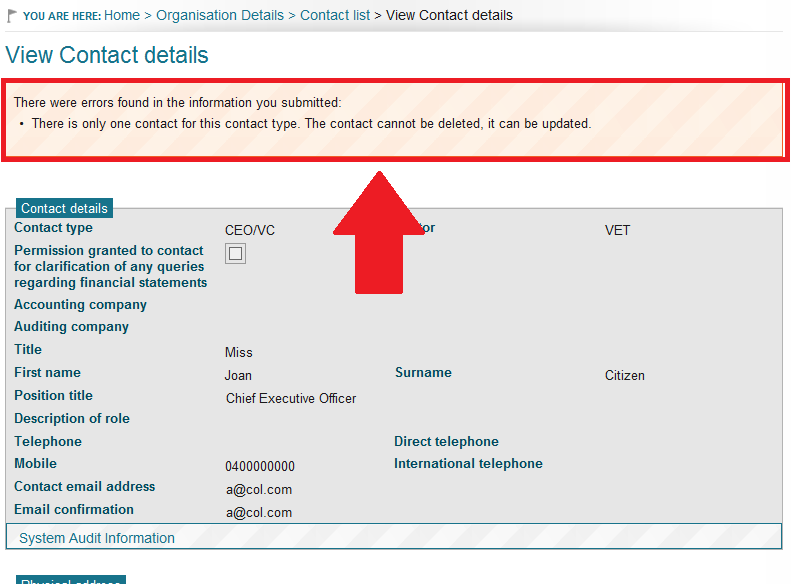 YOU ARE HERE: Home > Organisation Details > Contact list > View Contact details
View Contact details
There were errors found in the information you submitted:
• There is only one contact for this contact type. The contact cannot be deleted, it can be updated.
Contact details
Contact type CEO/VC VET
Permission granted to contact
for clarification of any queries
regarding financial statements
Accounting company
Auditing company
Title Miss
First name Joan Surname Citizen
Position title Chief Executive Officer
Description of role
Telephone Direct telephone
Mobile 0400000000 International telephone
Contact email address a@col.com
Email confirmation a@col.com
System Audit Information
Physical address